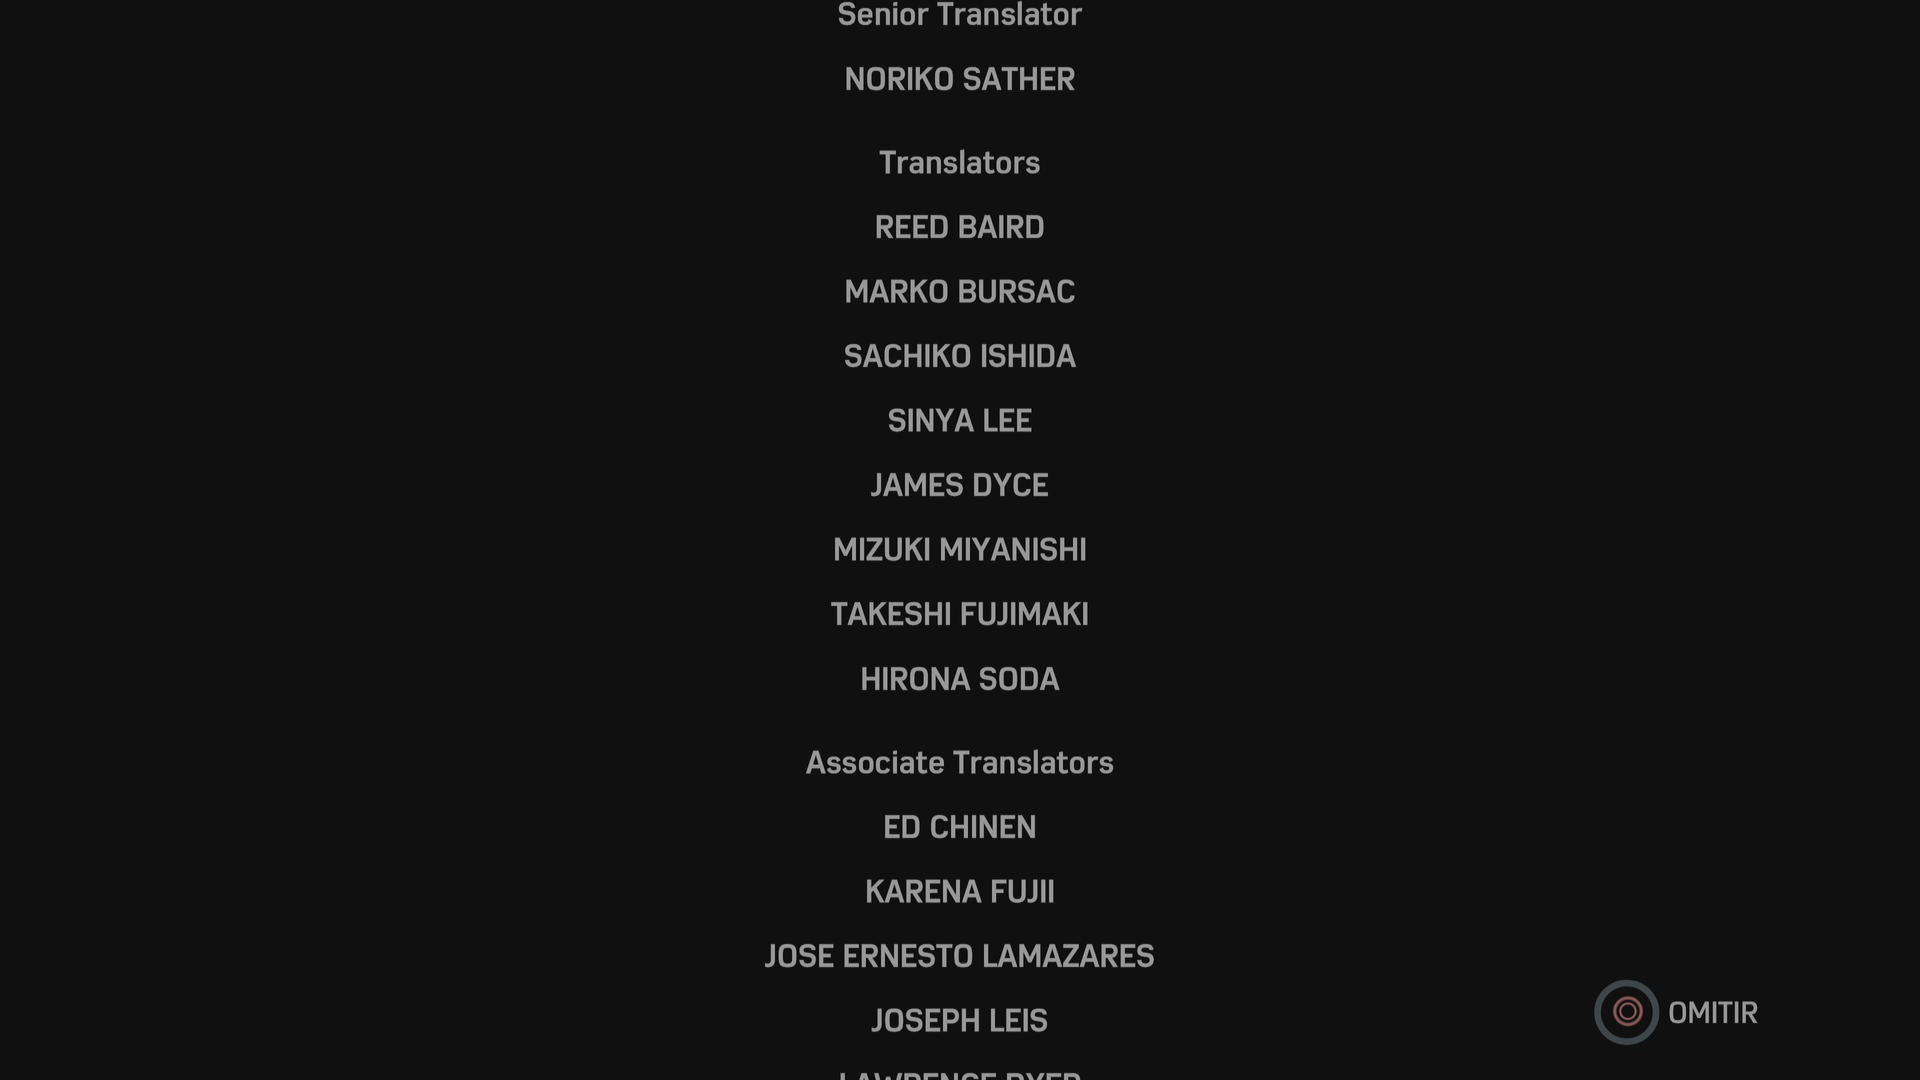 Senior Translator
NORIKO SATHER
Translators
REED BAIRD
MARKO BURSAC
SACHIKO ISHIDA
SINYA LEE
JAMES DYCE
MIZUKI MIYANISHI
TAKESHI FUJIMAKI
HIRONA SODA
Associate Translators
ED CHINEN
KARENA FUJII
JOSE ERNESTO LAMAZARES
JOSEPH LEIS
OMITIR